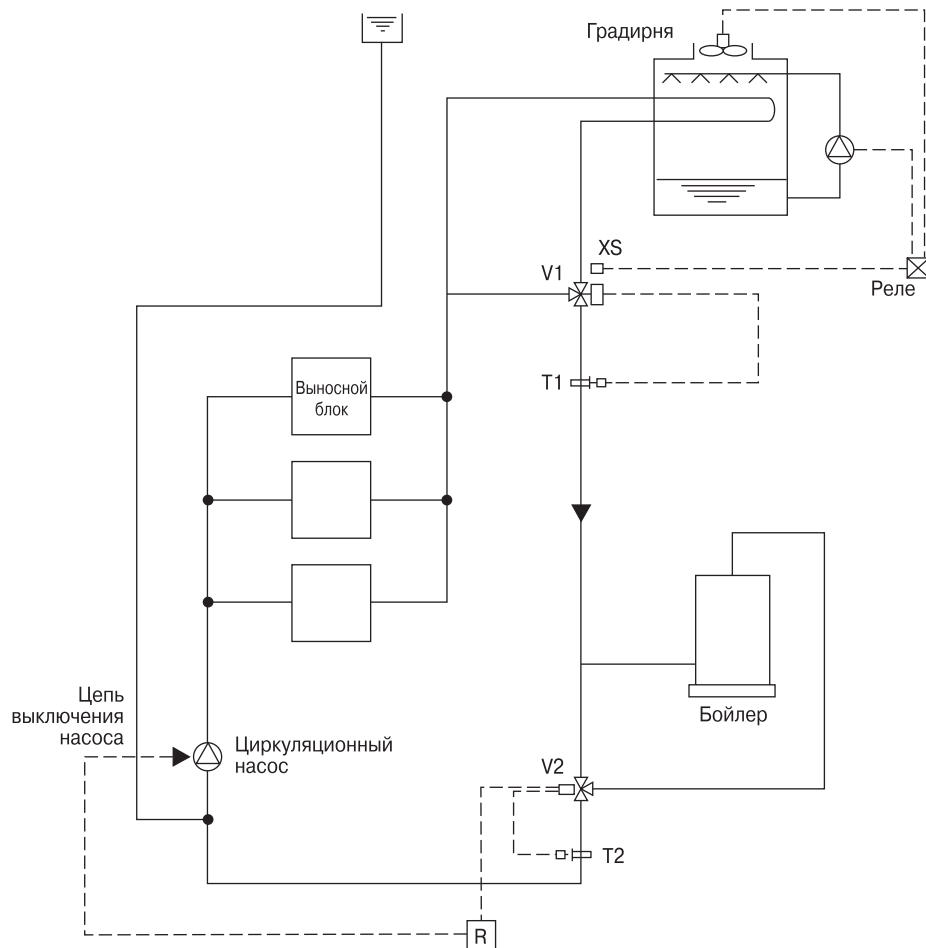 Градирня
XS
V1
Реле
T1
Выносной
блок
Цепь
выключения
насоса
Бойлер
Циркуляционный
насос
V2
T2
R